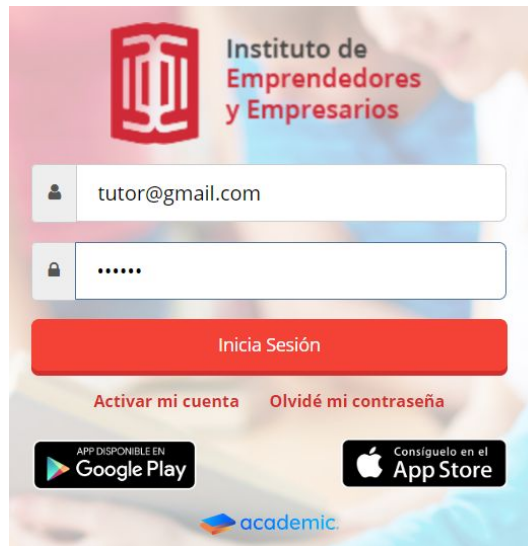 Instituto de
Emprendedores
y Empresarios
tutor@gmail.com
••••••
Inicia Sesión
Activar mi cuenta Olvidé mi contraseña
APP DISPONIBLE EN
Google Play
Consíguelo en el
App Store
academic.